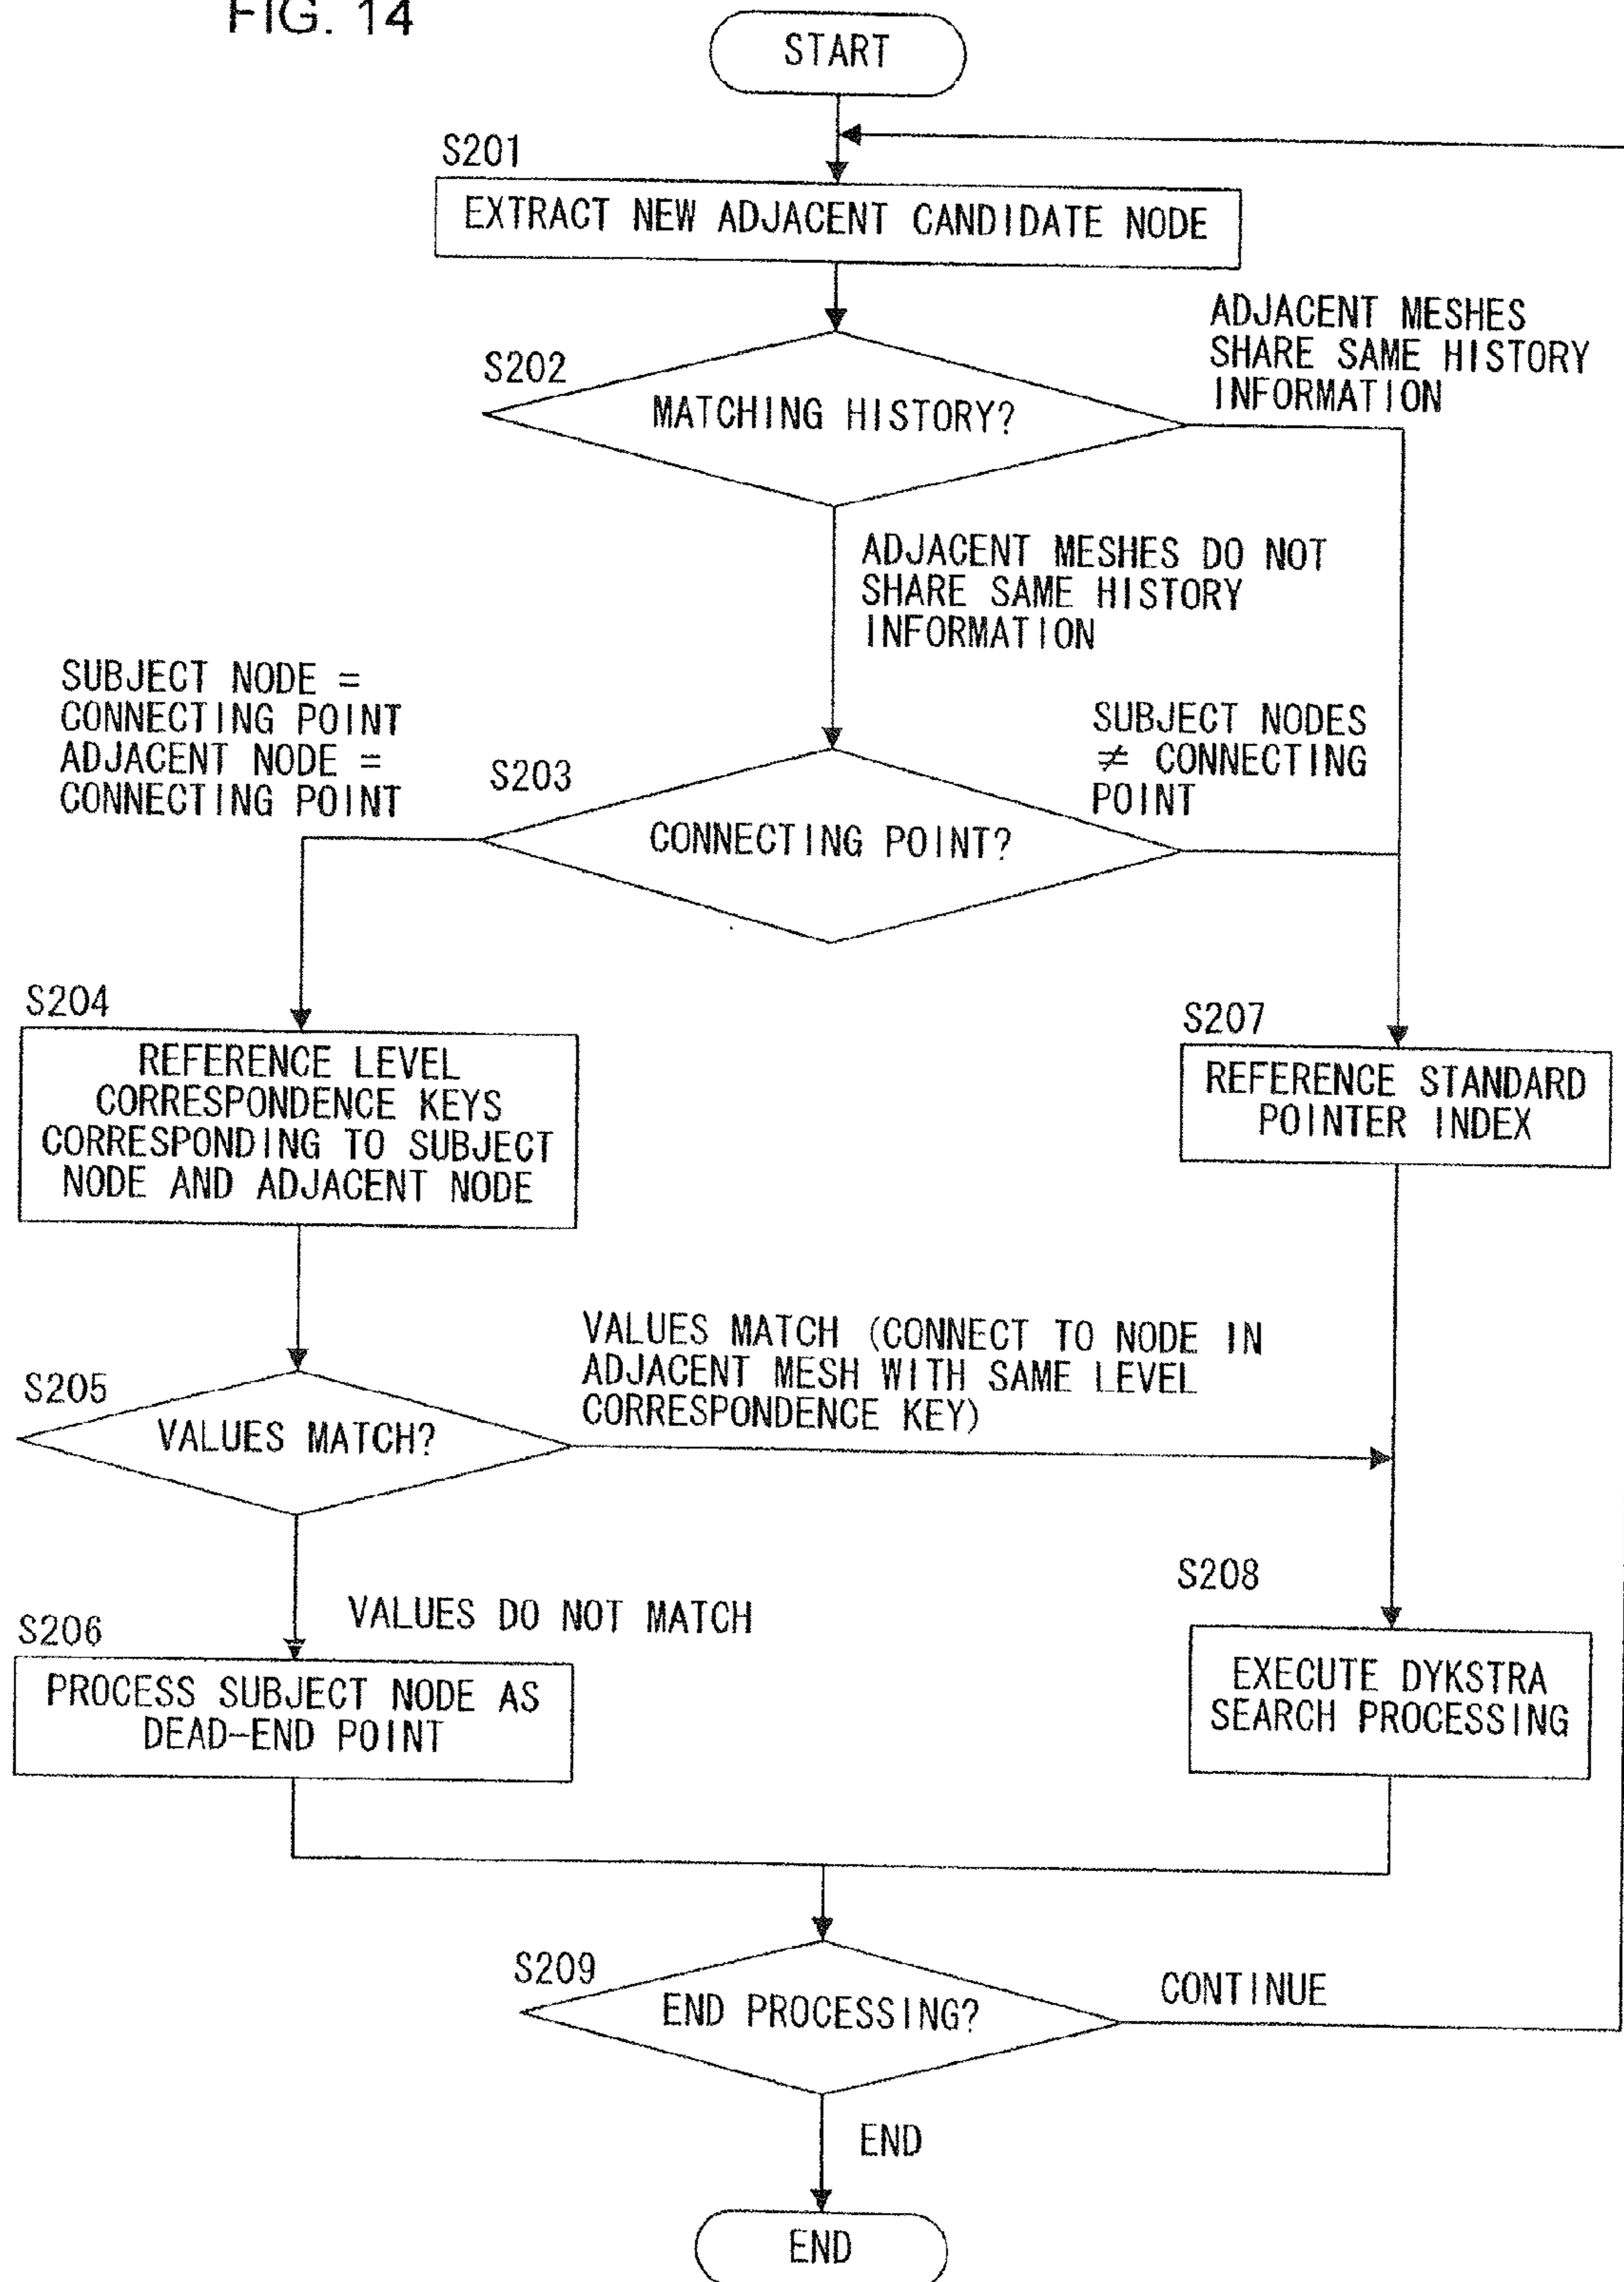 FIG. 14
START
S201
EXTRACT NEW ADJACENT CANDIDATE NODE
S202
MATCHING HISTORY?
ADJACENT MESHES
SHARE SAME HISTORY
INFORMATION
ADJACENT MESHES DO NOT
SHARE SAME HISTORY
INFORMATION
SUBJECT NODE =
CONNECTING POINT
ADJACENT NODE =
CONNECTING POINT
S203
CONNECTING POINT?
SUBJECT NODES
≠ CONNECTING
POINT
S204
REFERENCE LEVEL
CORRESPONDENCE KEYS
CORRESPONDING TO SUBJECT
NODE AND ADJACENT NODE
S207
REFERENCE STANDARD
POINTER INDEX
S205
VALUES MATCH?
VALUES MATCH (CONNECT TO NODE IN
ADJACENT MESH WITH SAME LEVEL
CORRESPONDENCE KEY)
VALUES DO NOT MATCH
S206
PROCESS SUBJECT NODE AS
DEAD-END POINT
S208
EXECUTE DYKSTRA
SEARCH PROCESSING
S209
END PROCESSING?
CONTINUE
END
END